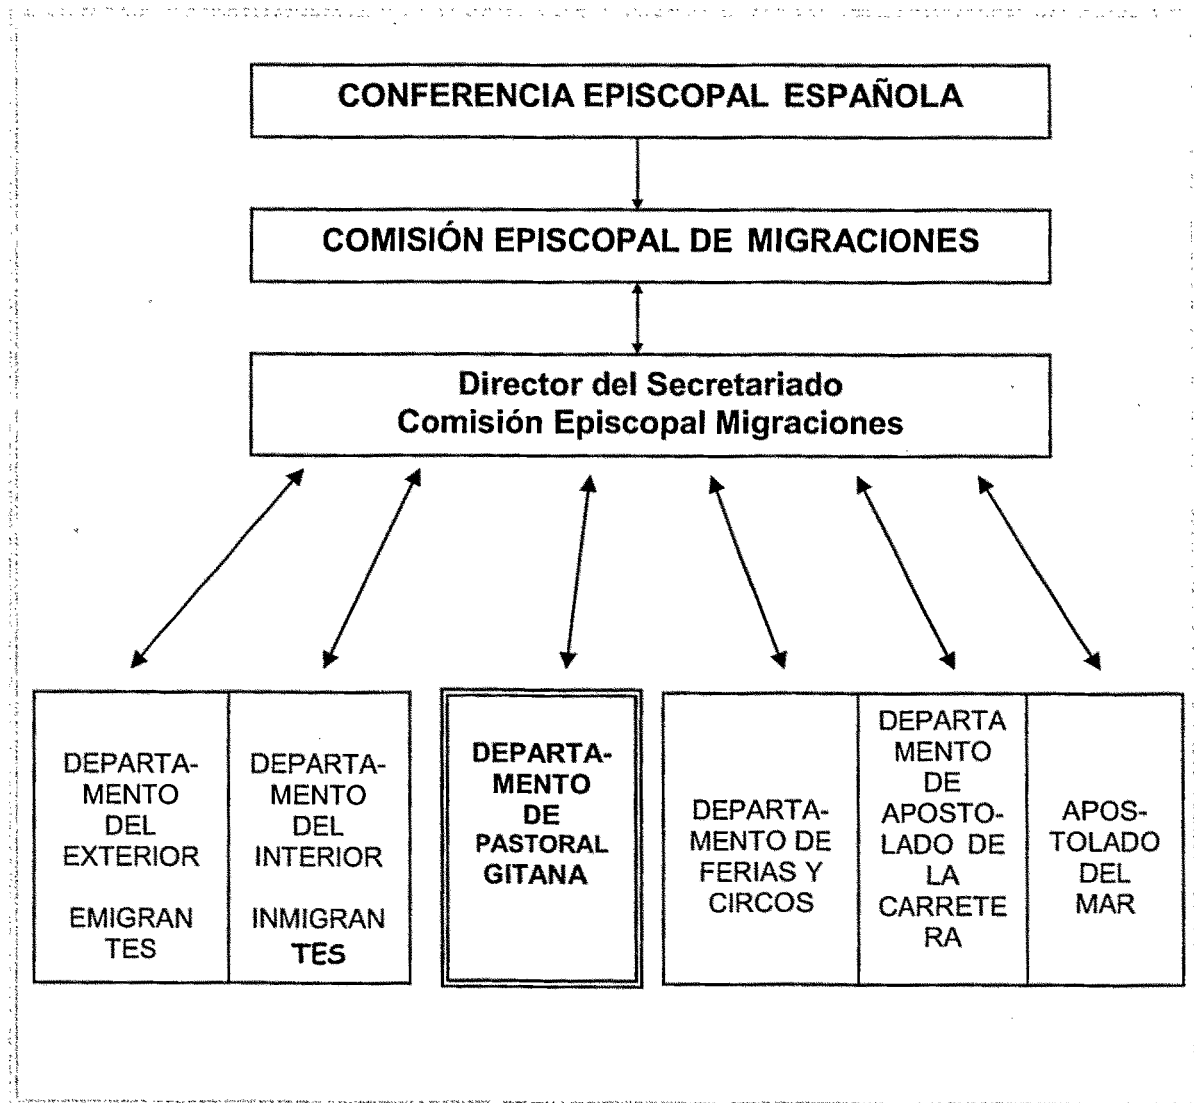 CONFERENCIA EPISCOPAL ESPAÑOLA
COMISIÓN EPISCOPAL DE MIGRACIONES
Director del Secretariado
Comisión Episcopal Migraciones
DEPARTA-
MENTO
DEL
EXTERIOR
EMIGRAN
TES
DEPARTA-
MENTO
DEL
INTERIOR
INMIGRAN
TES
DEPARTA-
MENTO
DE
PASTORAL
GITANA
DEPARTA-
MENTO DE
FERIAS Y
CIRCOS
DEPARTA
MENTO
DE
APOSTO-
LADO DE
LA
CARRETE
RA
APOS-
TOLADO
DEL
MAR